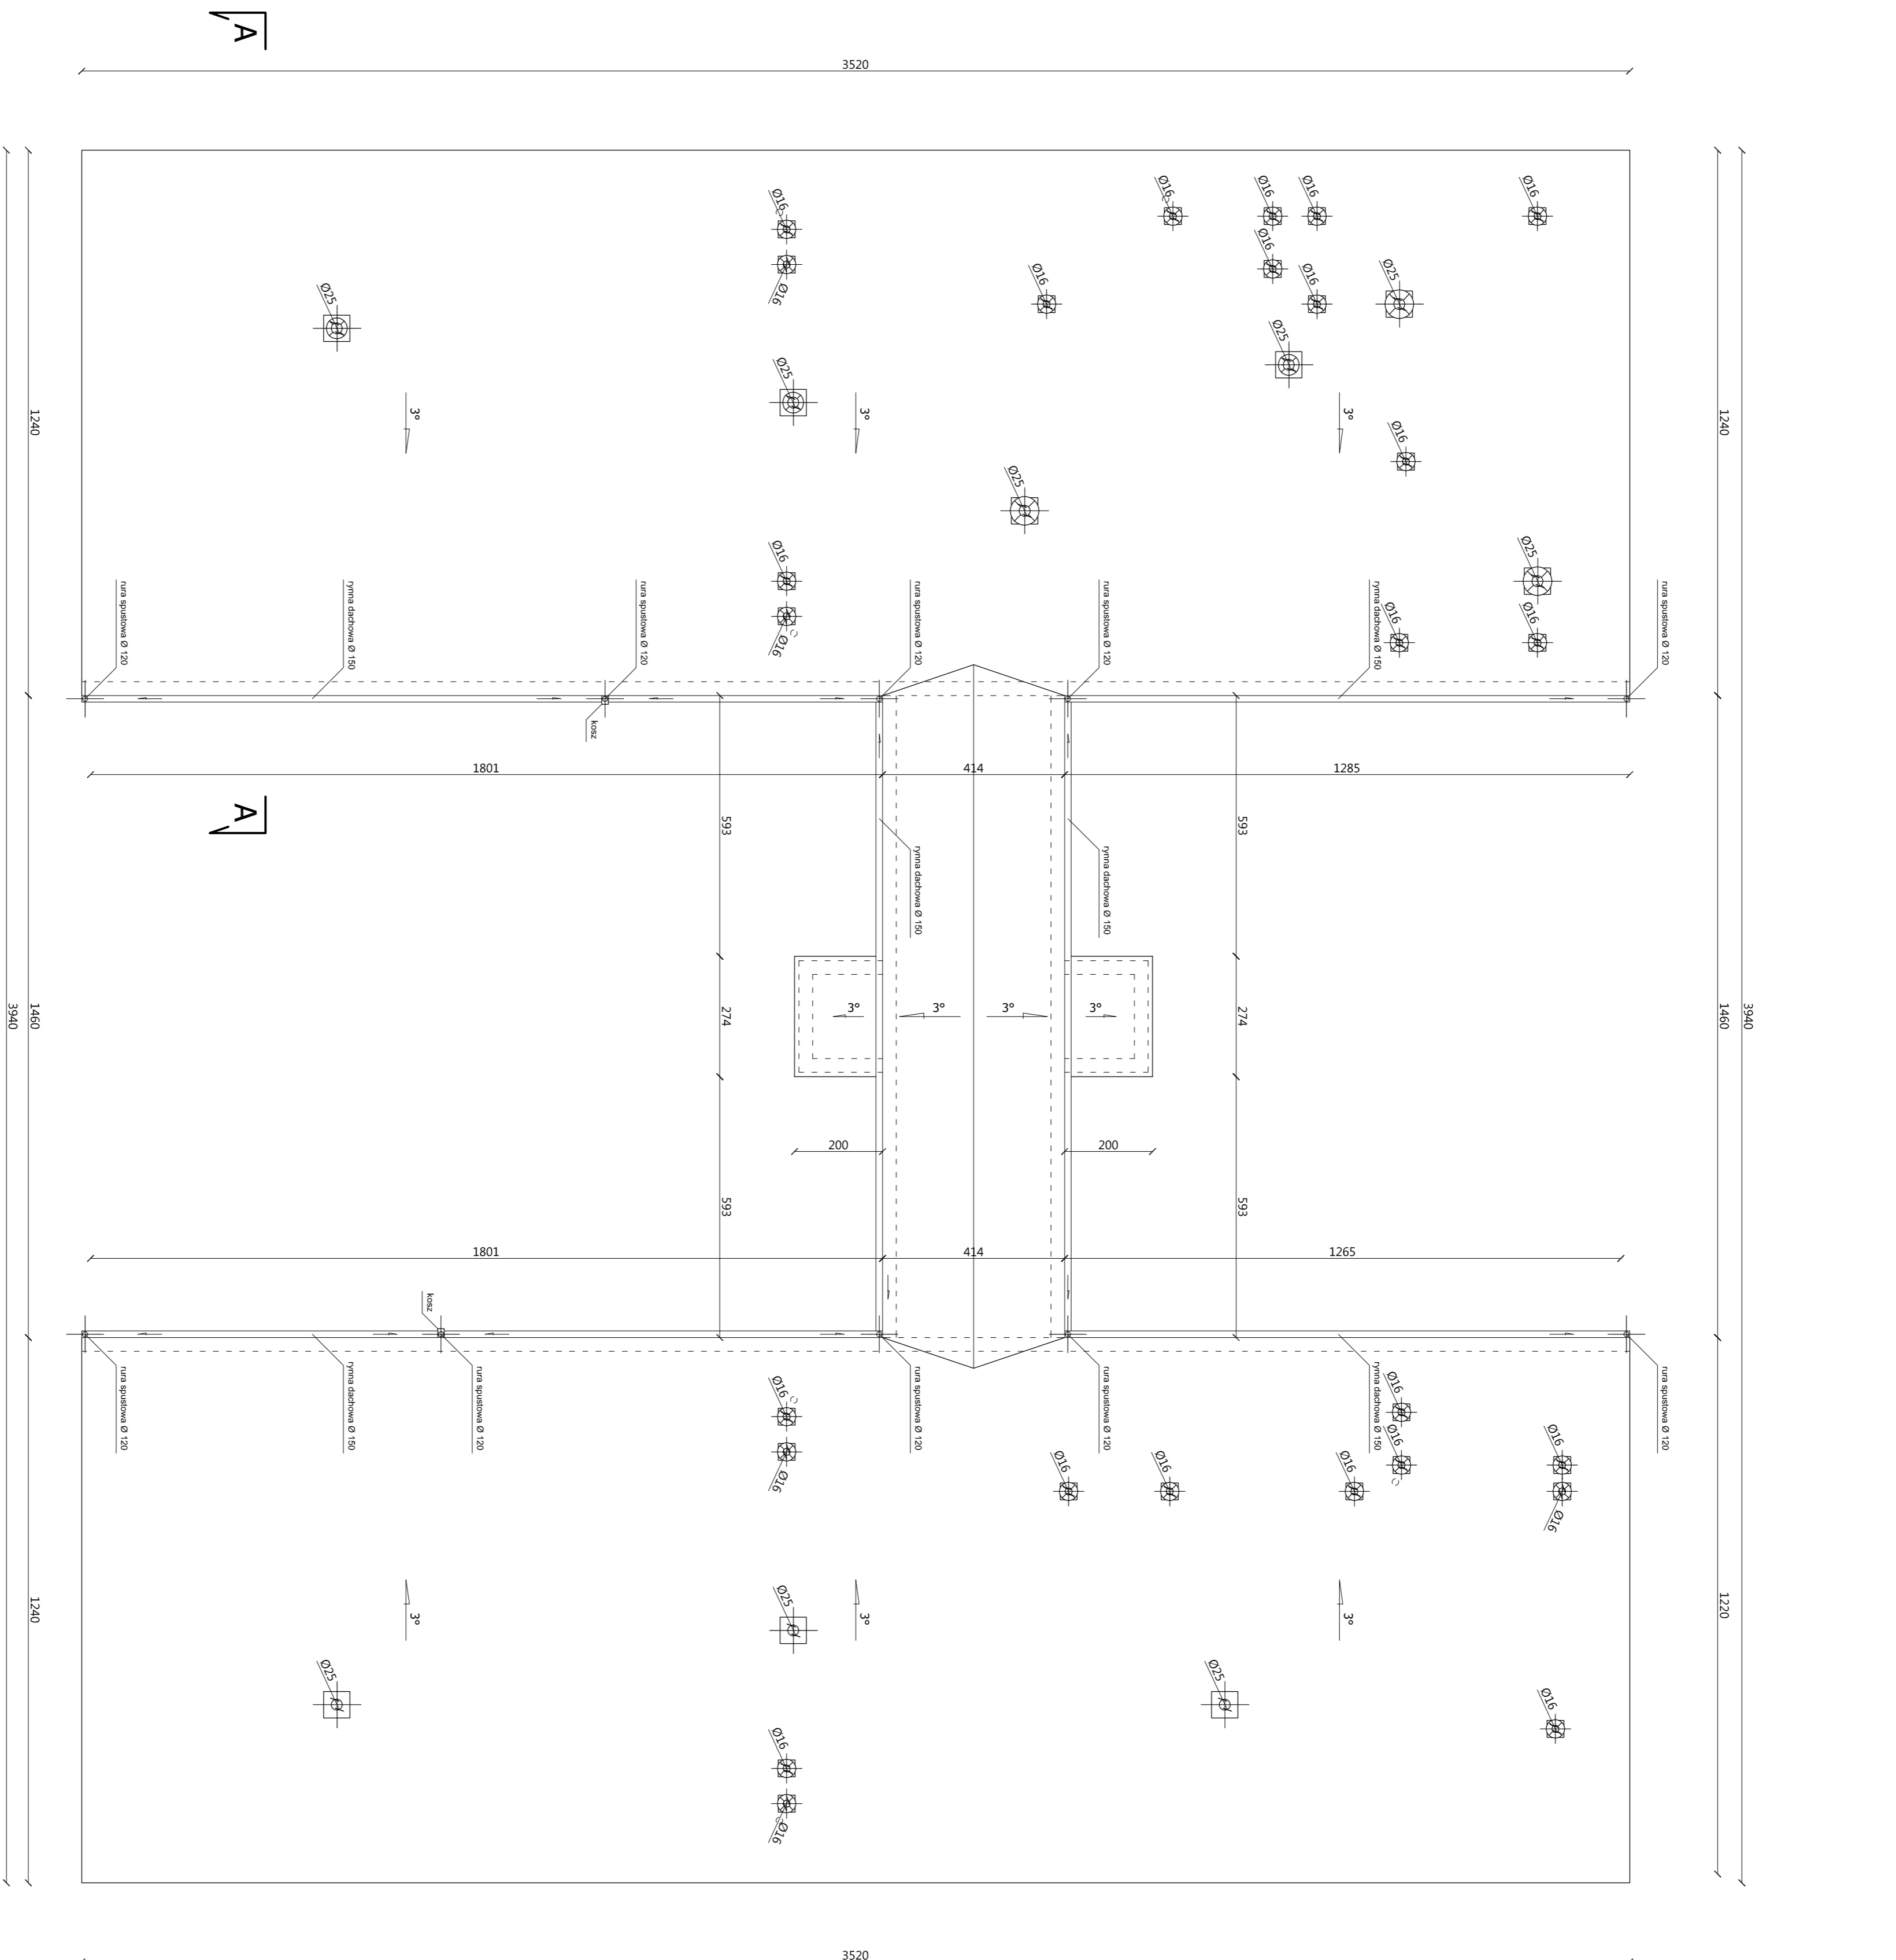 A
3520
3940
1240
1240
Ø16
Ø16
Ø16
Ø16
Ø16
Ø16
Ø16
Ø16
Ø16
Ø16
Ø25
Ø25
Ø25
Ø25
3°
3°
3°
Ø16
Ø25
Ø16
Ø25
Ø16
Ø16
Ø16
rura spustowa Ø 120
rynna dachowa Ø 150
rura spustowa Ø 120
rura spustowa Ø 120
rura spustowa Ø 120
rynna dachowa Ø 150
rura spustowa Ø 120
kosz
1801
414
1285
A
593
593
rynna dachowa Ø 150
rynna dachowa Ø 150
3°
3°
3°
3°
274
274
1460
3940
1460
200
200
593
593
1801
414
1265
kosz
rura spustowa Ø 120
rynna dachowa Ø 150
rura spustowa Ø 120
rura spustowa Ø 120
rura spustowa Ø 120
rynna dachowa Ø 150
rura spustowa Ø 120
Ø16
Ø16
Ø16
Ø16
Ø16
Ø16
Ø16
Ø16
Ø16
3°
3°
3°
1240
1220
Ø25
Ø25
Ø25
Ø16
Ø16
Ø16
3520